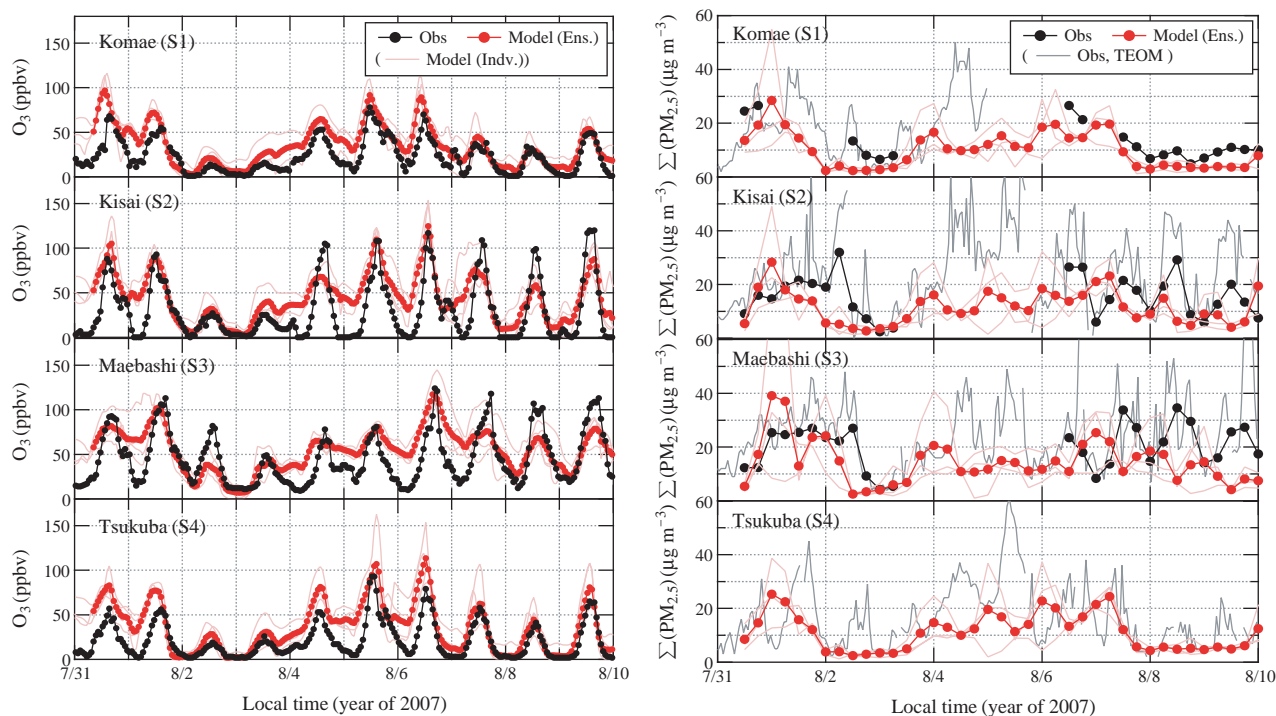 Komae (S1)
Obs
Model (Ens.)
( Model (Indv.))
O3 (ppbv)
150
100
50
0
Kisai (S2)
O3 (ppbv)
150
100
50
0
Maebashi (S3)
O3 (ppbv)
150
100
50
0
Tsukuba (S4)
O3 (ppbv)
150
100
50
0
7/31
8/2
8/4
8/6
8/8
8/10
Local time (year of 2007)
Komae (S1)
Obs
Model (Ens.)
( Obs, TEOM )
∑(PM2.5) (μg m−3)
60
40
20
60
Kisai (S2)
∑(PM2.5) (μg m−3)
40
20
60
Maebashi (S3)
∑(PM2.5) (μg m−3)
40
20
60
Tsukuba (S4)
∑(PM2.5) (μg m−3)
40
20
0
7/31
8/2
8/4
8/6
8/8
8/10
Local time (year of 2007)